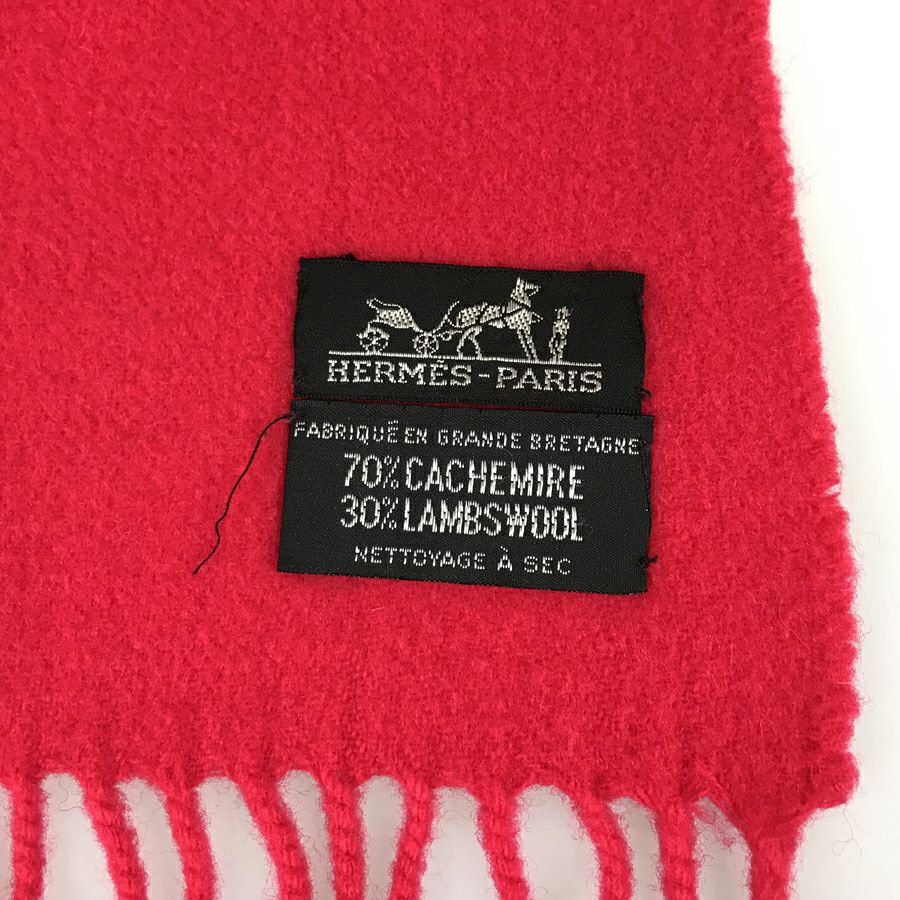 HERMÈS-PARIS
FABRIQUÉ EN GRANDE BRETAGNE
70% CACHEMIRE
30% LAMBSWOOL
NETTOYAGE À SEC